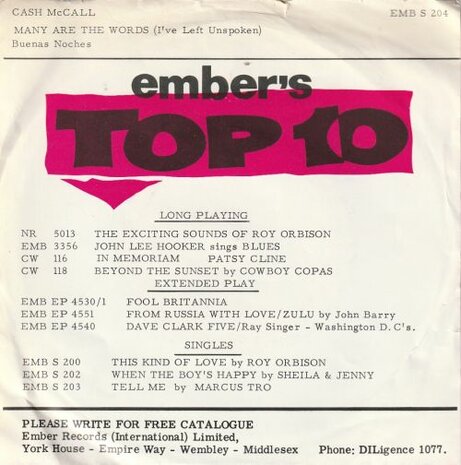 CASH McCALL EMB S 204
MANY ARE THE WORDS (I've Left Unspoken)
Buenas Noches
ember's
TOP 10
LONG PLAYING
NR 5013 THE EXCITING SOUNDS OF ROY ORBISON
EMB 3356 JOHN LEE HOOKER sings BLUES
CW 116 IN MEMORIAM PATSY CLINE
CW 118 BEYOND THE SUNSET by COWBOY COPAS
EXTENDED PLAY
EMB EP 4530/1 FOOL BRITANNIA
EMB EP 4551 FROM RUSSIA WITH LOVE/ZULU by John Barry
EMB EP 4540 DAVE CLARK FIVE/Ray Singer - Washington D. C's.
SINGLES
EMB S 200 THIS KIND OF LOVE by ROY ORBISON
EMB S 202 WHEN THE BOY'S HAPPY by SHEILA & JENNY
EMB S 203 TELL ME by MARCUS TRO
PLEASE WRITE FOR FREE CATALOGUE
Ember Records (International) Limited,
York House - Empire Way - Wembley - Middlesex Phone: DILigence 1077.